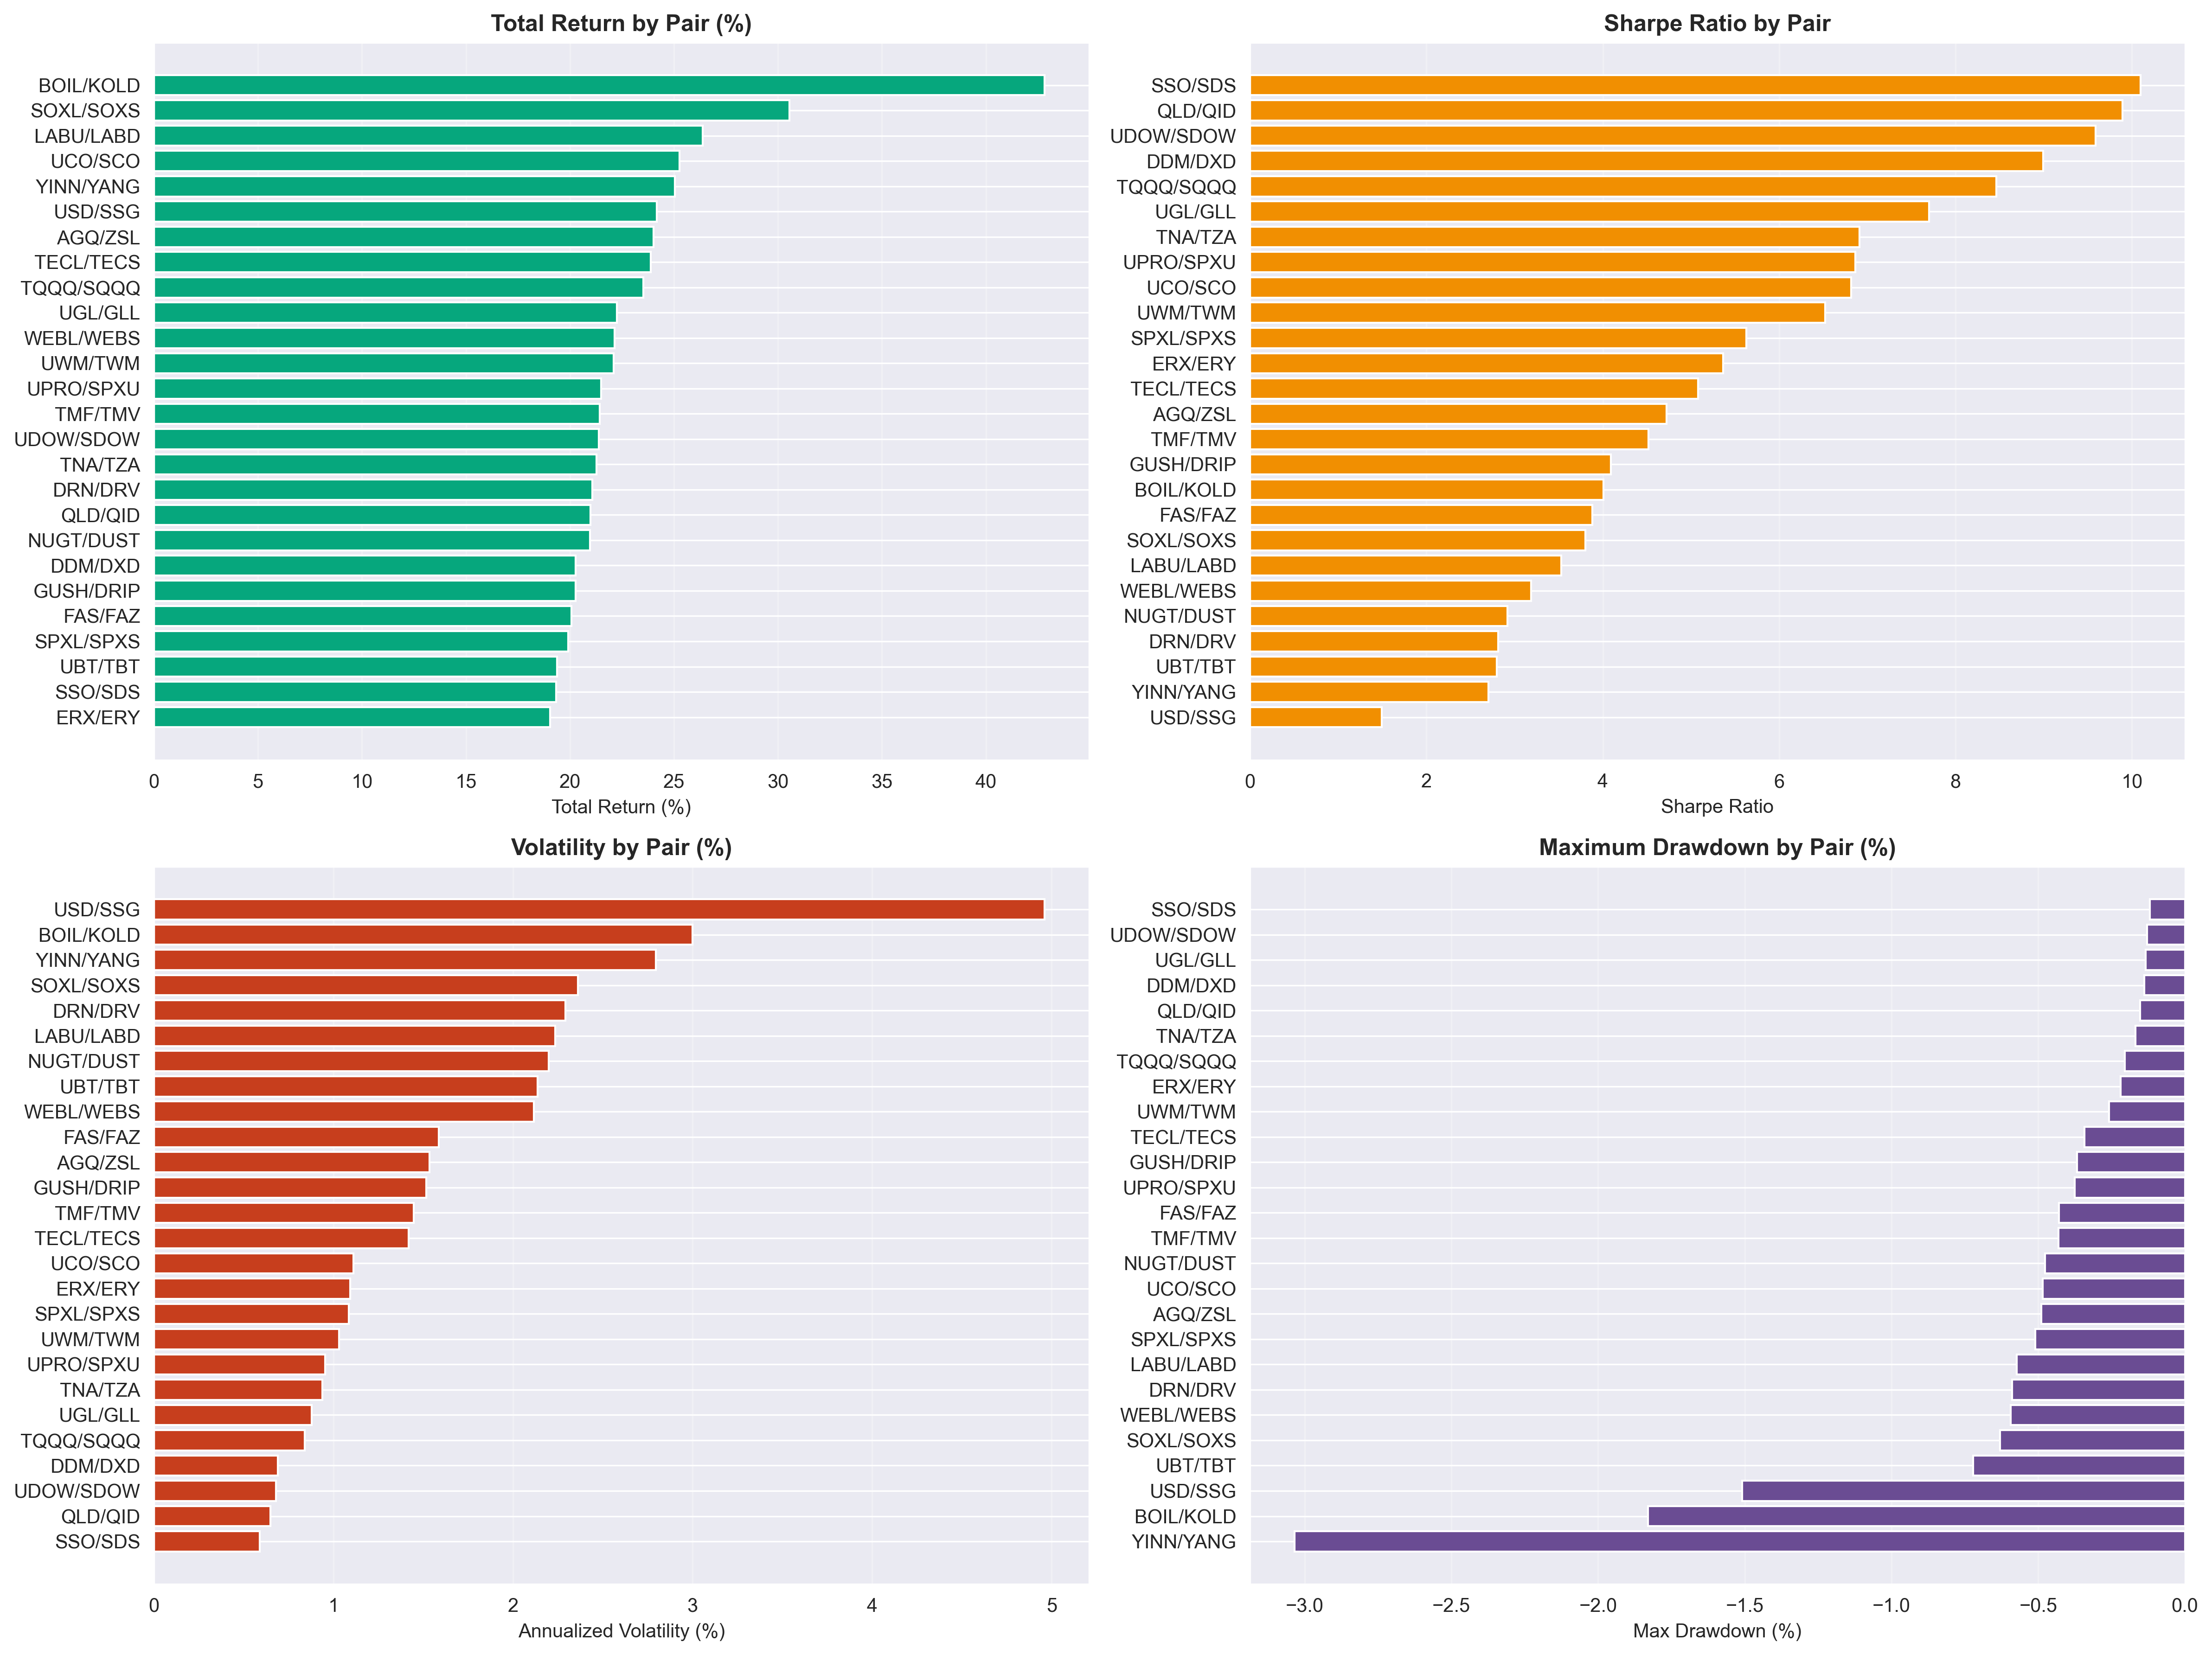 Total Return by Pair (%)
BOIL/KOLD
SOXL/SOXS
LABU/LABD
UCO/SCO
YINN/YANG
USD/SSG
AGQ/ZSL
TECL/TECS
TQQQ/SQQQ
UGL/GLL
WEBL/WEBS
UWM/TWM
UPRO/SPXU
TMF/TMV
UDOW/SDOW
TNA/TZA
DRN/DRV
QLD/QID
NUGT/DUST
DDM/DXD
GUSH/DRIP
FAS/FAZ
SPXL/SPXS
UBT/TBT
SSO/SDS
ERX/ERY
0 5 10 15 20 25 30 35 40
Total Return (%)
Sharpe Ratio by Pair
SSO/SDS
QLD/QID
UDOW/SDOW
DDM/DXD
TQQQ/SQQQ
UGL/GLL
TNA/TZA
UPRO/SPXU
UCO/SCO
UWM/TWM
SPXL/SPXS
ERX/ERY
TECL/TECS
AGQ/ZSL
TMF/TMV
GUSH/DRIP
BOIL/KOLD
FAS/FAZ
SOXL/SOXS
LABU/LABD
WEBL/WEBS
NUGT/DUST
DRN/DRV
UBT/TBT
YINN/YANG
USD/SSG
0 2 4 6 8 10
Sharpe Ratio
Volatility by Pair (%)
USD/SSG
BOIL/KOLD
YINN/YANG
SOXL/SOXS
DRN/DRV
LABU/LABD
NUGT/DUST
UBT/TBT
WEBL/WEBS
FAS/FAZ
AGQ/ZSL
GUSH/DRIP
TMF/TMV
TECL/TECS
UCO/SCO
ERX/ERY
SPXL/SPXS
UWM/TWM
UPRO/SPXU
TNA/TZA
UGL/GLL
TQQQ/SQQQ
DDM/DXD
UDOW/SDOW
QLD/QID
SSO/SDS
0 1 2 3 4 5
Annualized Volatility (%)
Maximum Drawdown by Pair (%)
SSO/SDS
UDOW/SDOW
UGL/GLL
DDM/DXD
QLD/QID
TNA/TZA
TQQQ/SQQQ
ERX/ERY
UWM/TWM
TECL/TECS
GUSH/DRIP
UPRO/SPXU
FAS/FAZ
TMF/TMV
NUGT/DUST
UCO/SCO
AGQ/ZSL
SPXL/SPXS
LABU/LABD
DRN/DRV
WEBL/WEBS
SOXL/SOXS
UBT/TBT
USD/SSG
BOIL/KOLD
YINN/YANG
−3.0 −2.5 −2.0 −1.5 −1.0 −0.5 0.0
Max Drawdown (%)